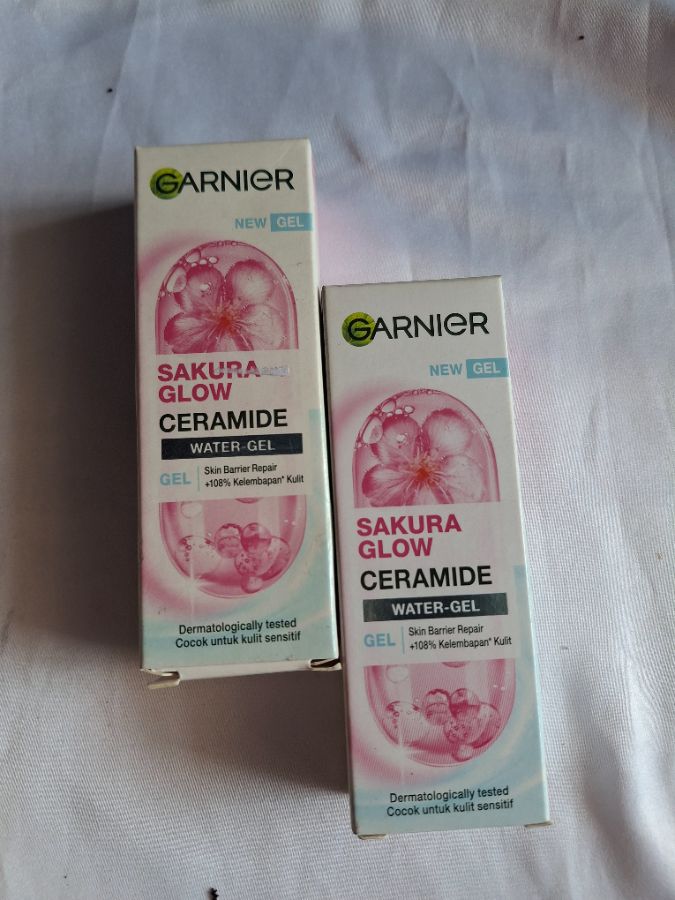 GARNIER
NEW GEL
SAKURA
GLOW
CERAMIDE
WATER-GEL
GEL
Skin Barrier Repair
+108% Kelembapan* Kulit
Dermatologically tested
Cocok untuk kulit sensitif
GARNIER
NEW GEL
SAKURA
GLOW
CERAMIDE
WATER-GEL
GEL
Skin Barrier Repair
+108% Kelembapan* Kulit
Dermatologically tested
Cocok untuk kulit sensitif